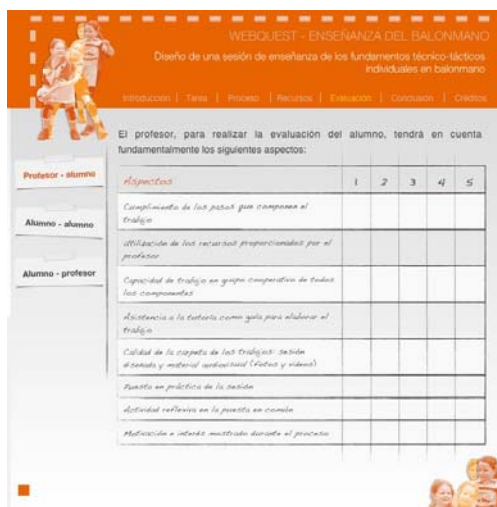 WEBQUEST - ENSEÑANZA DEL BALONMANO
Diseño de una sesión de enseñanza de los fundamentos técnico-tácticos
individuales en balonmano
Introducción | Tarea | Proceso | Recursos | Evaluación | Conclusión | Créditos
El profesor, para realizar la evaluación del alumno, tendrá en cuenta
fundamentalmente los siguientes aspectos:
Profesor - alumno
Alumno - alumno
Alumno - profesor
Aspectos 1 2 3 4 5
Cumplimiento de los pasos que componen el
trabajo
Utilización de los recursos proporcionados por el
profesor
Capacidad de trabajo en grupo cooperativo de todos
los componentes
Asistencia a la tutoría como guía para elaborar el
trabajo
Calidad de la carpeta de los trabajos: sesión
diseñada y material audiovisual (fotos y videos)
Puesta en práctica de la sesión
Actividad reflexiva en la puesta en común
Motivación e interés mostrado durante el proceso